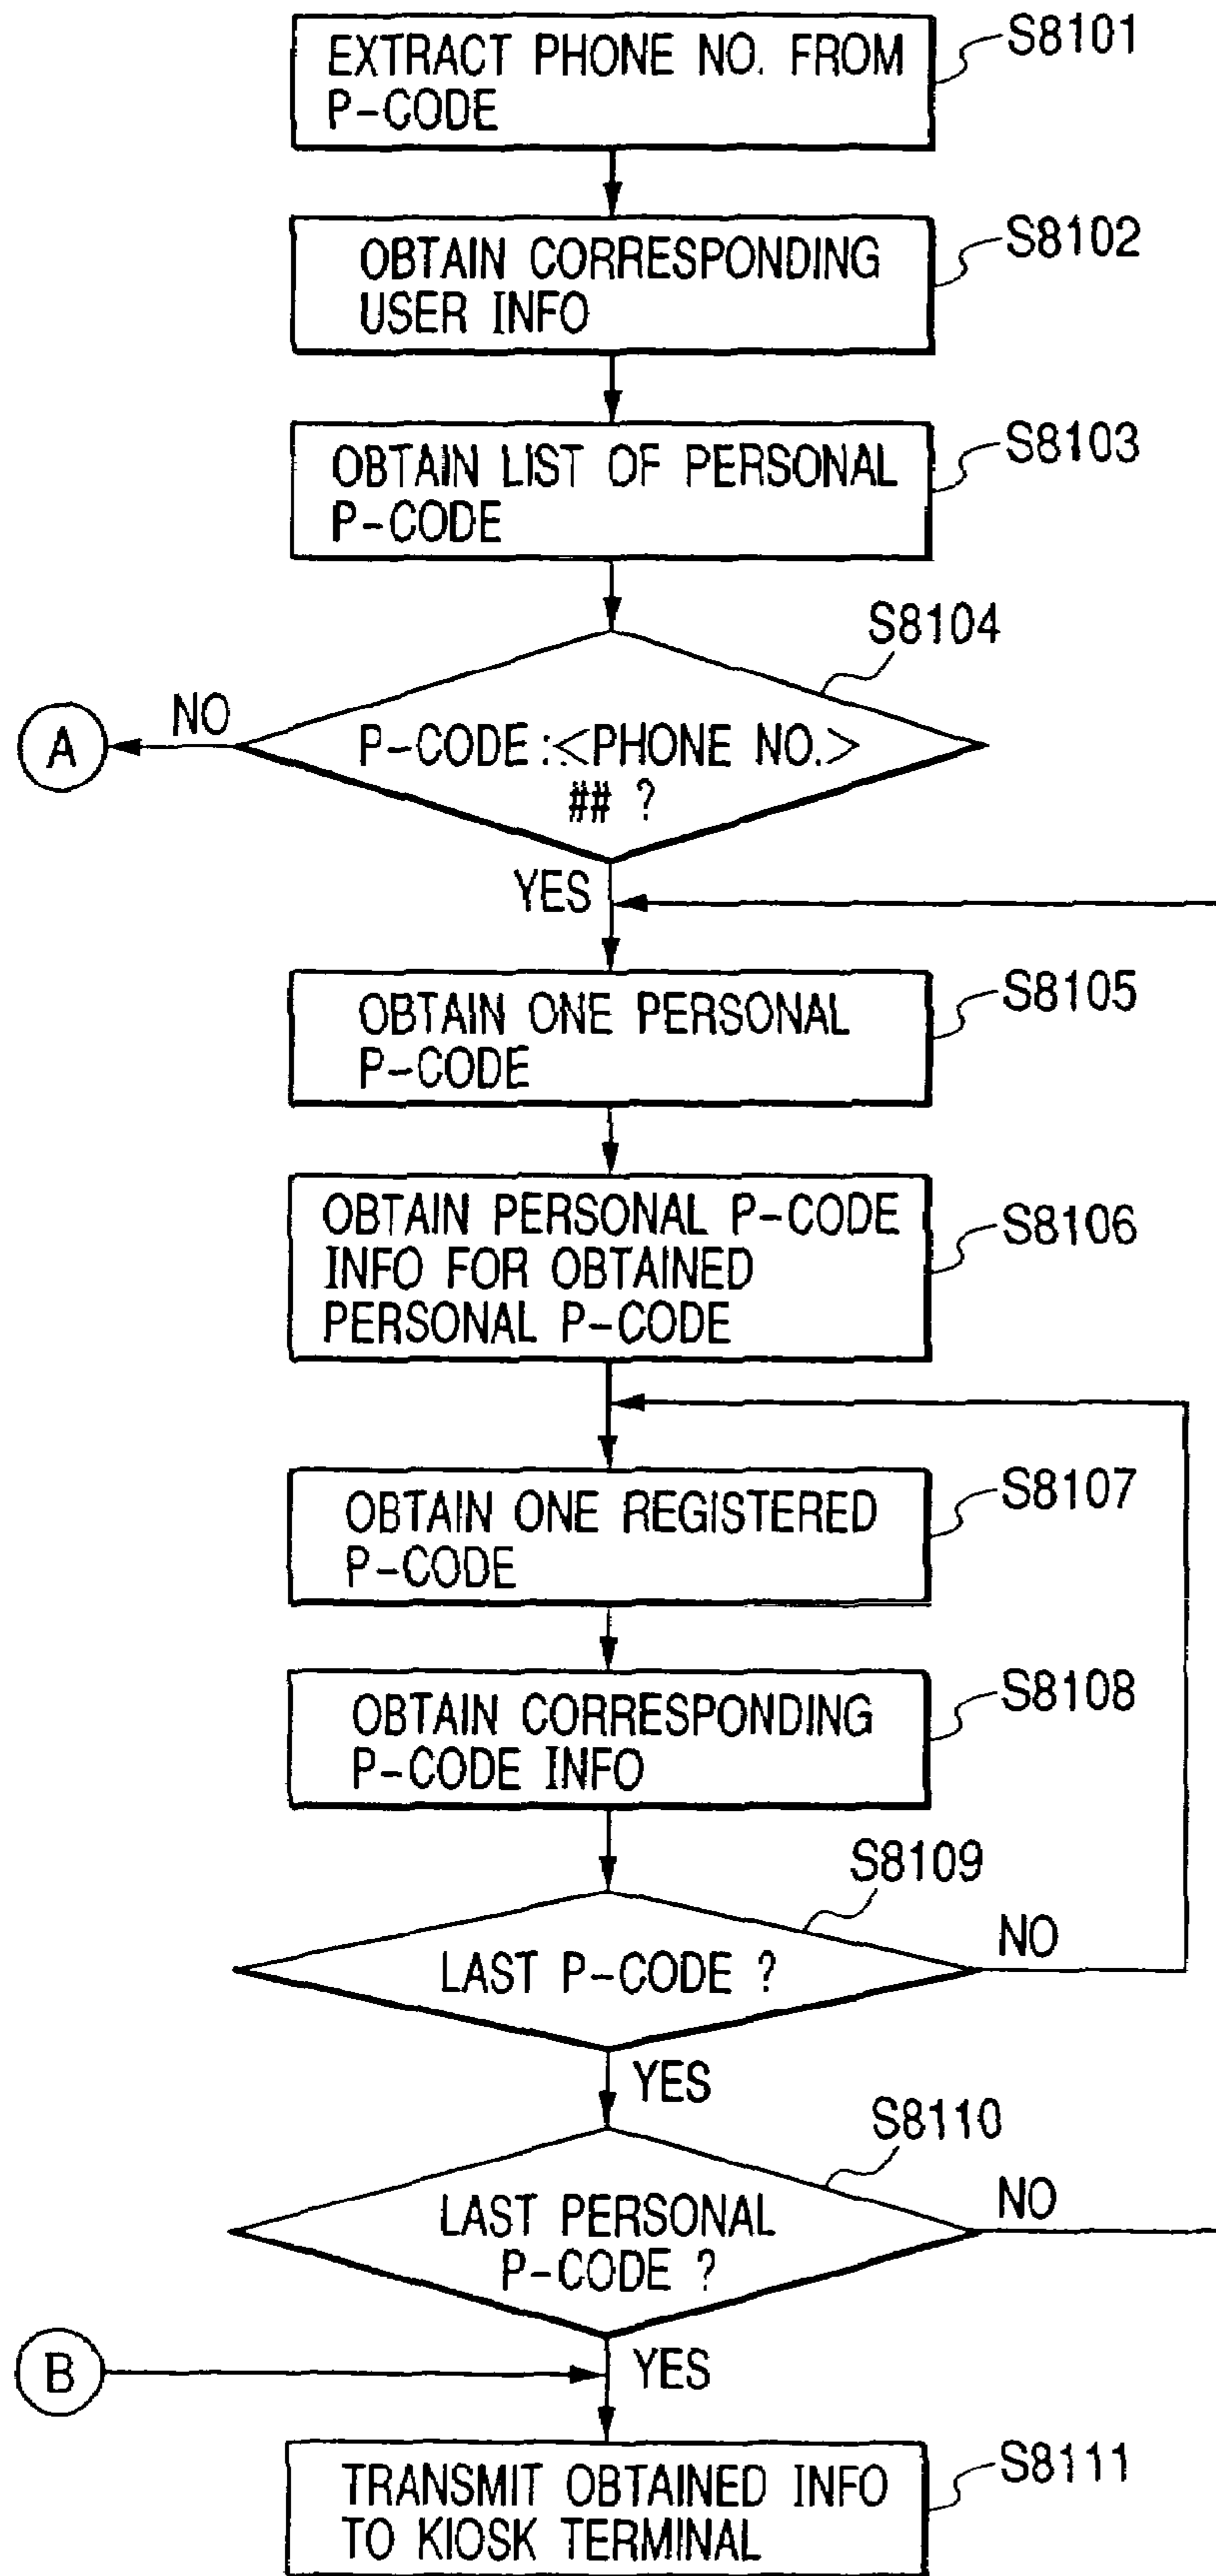 EXTRACT PHONE NO. FROM
P-CODE
S8101
OBTAIN CORRESPONDING
USER INFO
S8102
OBTAIN LIST OF PERSONAL
P-CODE
S8103
S8104
A
NO
P-CODE:<PHONE NO.>
## ?
YES
OBTAIN ONE PERSONAL
P-CODE
S8105
OBTAIN PERSONAL P-CODE
INFO FOR OBTAINED
PERSONAL P-CODE
S8106
OBTAIN ONE REGISTERED
P-CODE
S8107
OBTAIN CORRESPONDING
P-CODE INFO
S8108
S8109
LAST P-CODE ?
NO
YES
S8110
LAST PERSONAL
P-CODE ?
NO
B
YES
TRANSMIT OBTAINED INFO
TO KIOSK TERMINAL
S8111